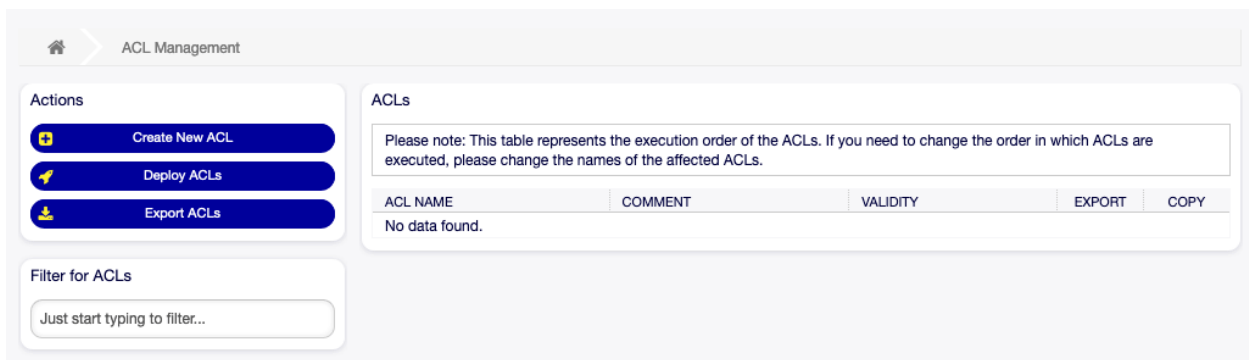 ACL Management
Actions
Create New ACL
Deploy ACLs
Export ACLs
Filter for ACLs
Just start typing to filter...
ACLs
Please note: This table represents the execution order of the ACLs. If you need to change the order in which ACLs are
executed, please change the names of the affected ACLs.
ACL NAME COMMENT VALIDITY EXPORT COPY
No data found.